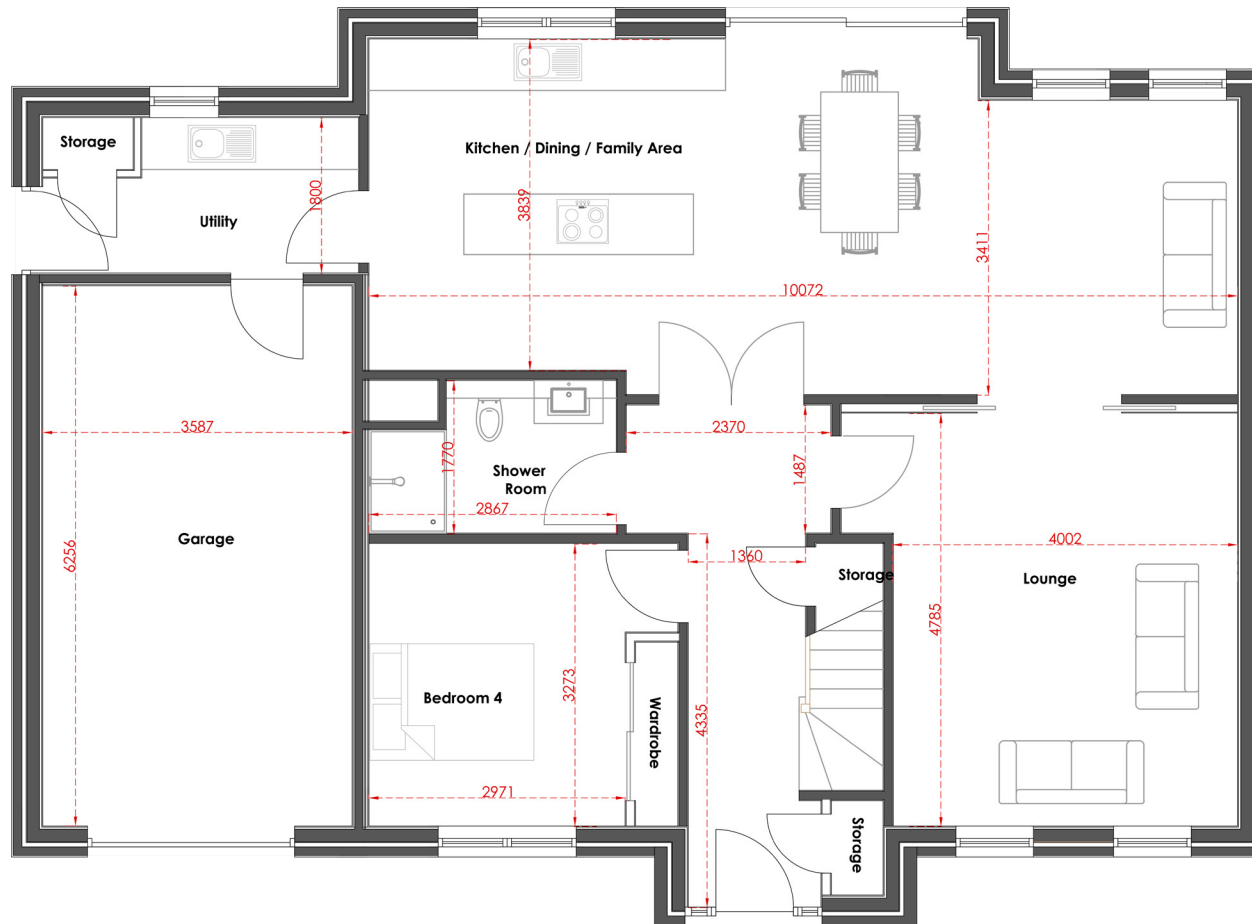 Storage
Kitchen / Dining / Family Area
Utility
1800
3839
3411
10072
3587
6256
Garage
1770
Shower
Room
2867
2370
1487
1360
Storage
4002
Lounge
4785
3273
Bedroom 4
Wardrobe
4335
2971
Storage